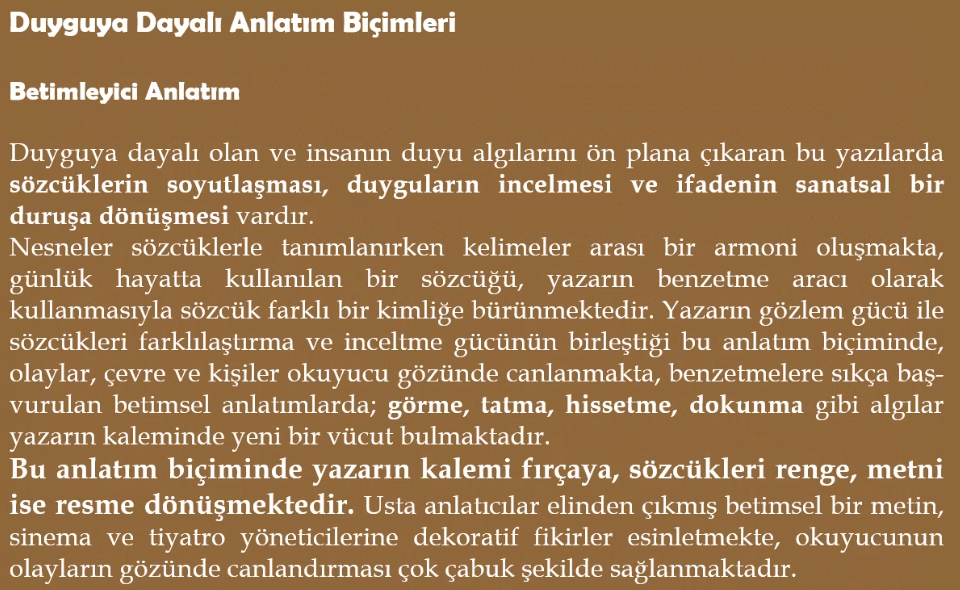 Duyguya Dayalı Anlatım Biçimleri
Betimleyici Anlatım
Duyguya dayalı olan ve insanın duyu algılarını ön plana çıkaran bu yazılarda
sözcüklerin soyutlaşması, duyguların incelmesi ve ifadenin sanatsal bir
duruşa dönüşmesi vardır.
Nesneler sözcüklerle tanımlanırken kelimeler arası bir armoni oluşmakta,
günlük hayatta kullanılan bir sözcüğü, yazarın benzetme aracı olarak
kullanmasıyla sözcük farklı bir kimliğe bürünmektedir. Yazarın gözlem gücü ile
sözcükleri farklılaştırma ve inceltme gücünün birleştiği bu anlatım biçiminde,
olaylar, çevre ve kişiler okuyucu gözünde canlanmakta, benzetmelere sıkça baş-
vurulan betimsel anlatımlarda; görme, tatma, hissetme, dokunma gibi algılar
yazarın kaleminde yeni bir vücut bulmaktadır.
Bu anlatım biçiminde yazarın kalemi fırçaya, sözcükleri renge, metni
ise resme dönüşmektedir. Usta anlatıcılar elinden çıkmış betimsel bir metin,
sinema ve tiyatro yöneticilerine dekoratif fikirler esinletmekte, okuyucunun
olayların gözünde canlandırması çok çabuk şekilde sağlanmaktadır.